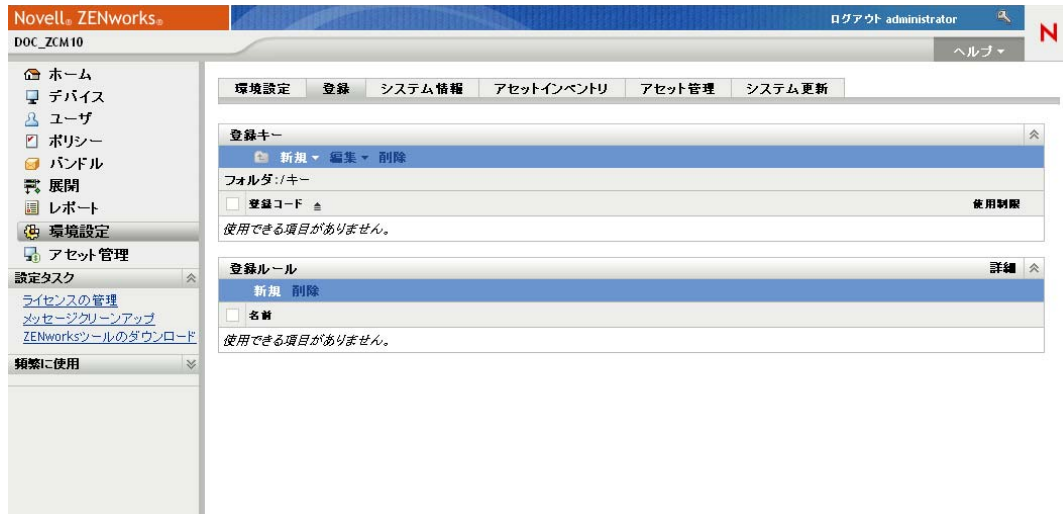 Novell® ZENworks®
ログアウト administrator
DOC_ZCM10
ヘルプ
N
ホーム
デバイス
ユーザ
ポリシー
バンドル
展開
レポート
環境設定
アセット管理
設定タスク
ライセンスの管理
メッセージクリーンアップ
ZENworksツールのダウンロード
頻繁に使用
環境設定 登録 システム情報 アセットインベントリ アセット管理 システム更新
登録キー
新規 編集 削除
フォルダ:/キー
登録コード 使用制限
使用できる項目がありません。
登録ルール 詳細
新規 削除
名前
使用できる項目がありません。